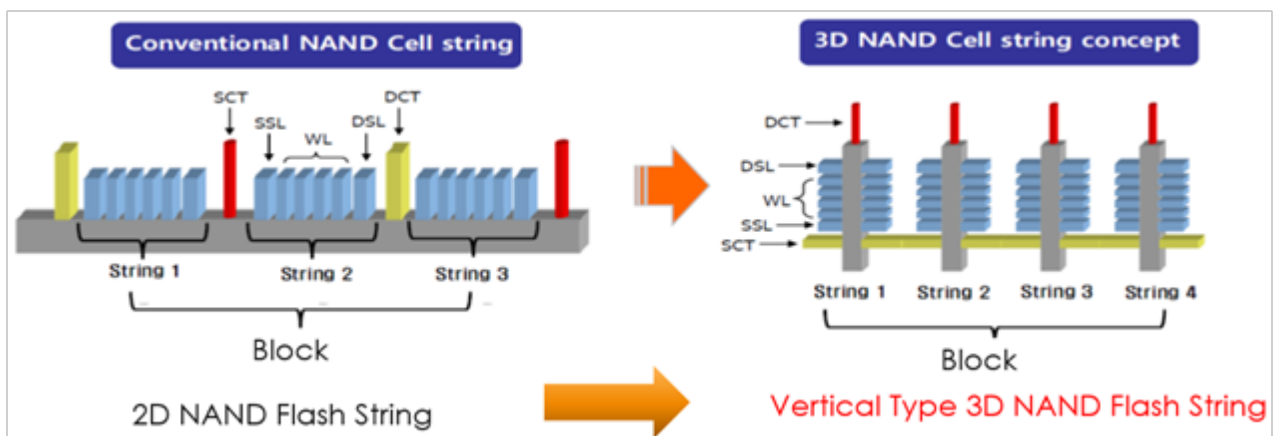 Conventional NAND Cell string
SCT
DCT
SSL
WL
DSL
String 1
String 2
String 3
Block
2D NAND Flash String
3D NAND Cell string concept
DCT
DSL
WL
SSL
SCT
String 1
String 2
String 3
String 4
Block
Vertical Type 3D NAND Flash String